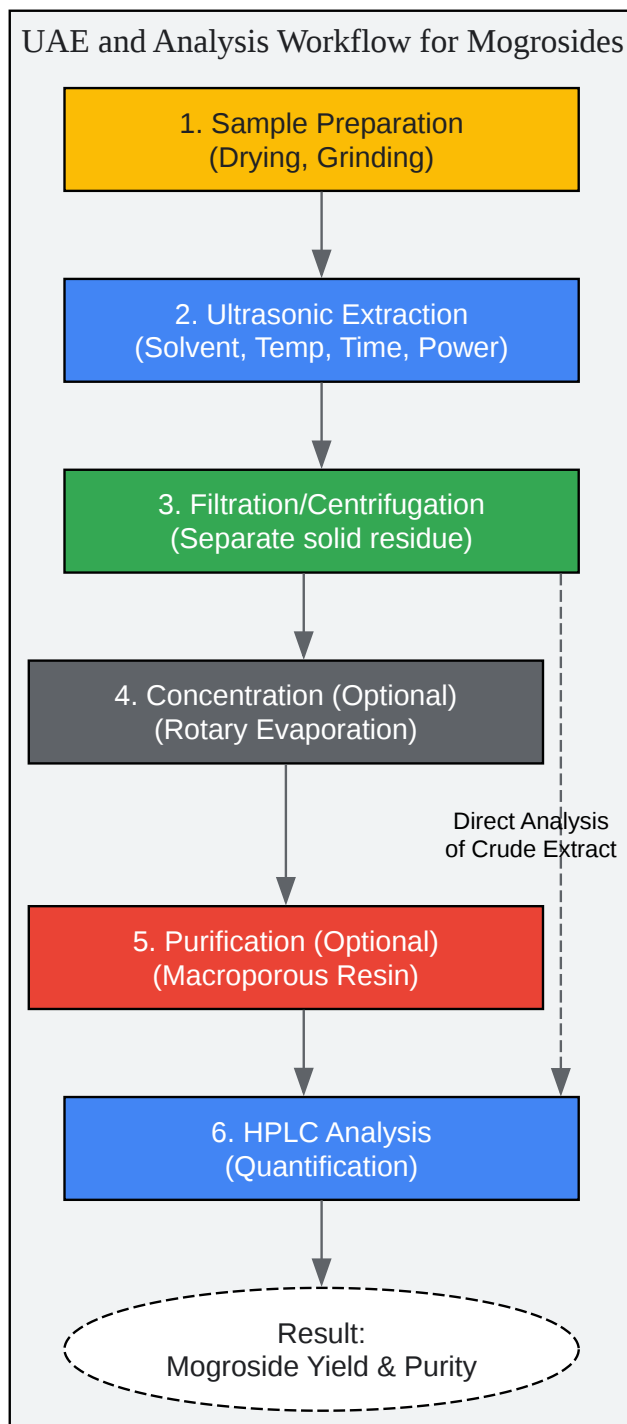 UAE and Analysis Workflow for Mogrosides
1. Sample Preparation
(Drying, Grinding)
2. Ultrasonic Extraction
(Solvent, Temp, Time, Power)
3. Filtration/Centrifugation
(Separate solid residue)
4. Concentration (Optional)
(Rotary Evaporation)
Direct Analysis
of Crude Extract
5. Purification (Optional)
(Macroporous Resin)
6. HPLC Analysis
(Quantification)
Result:
Mogroside Yield & Purity